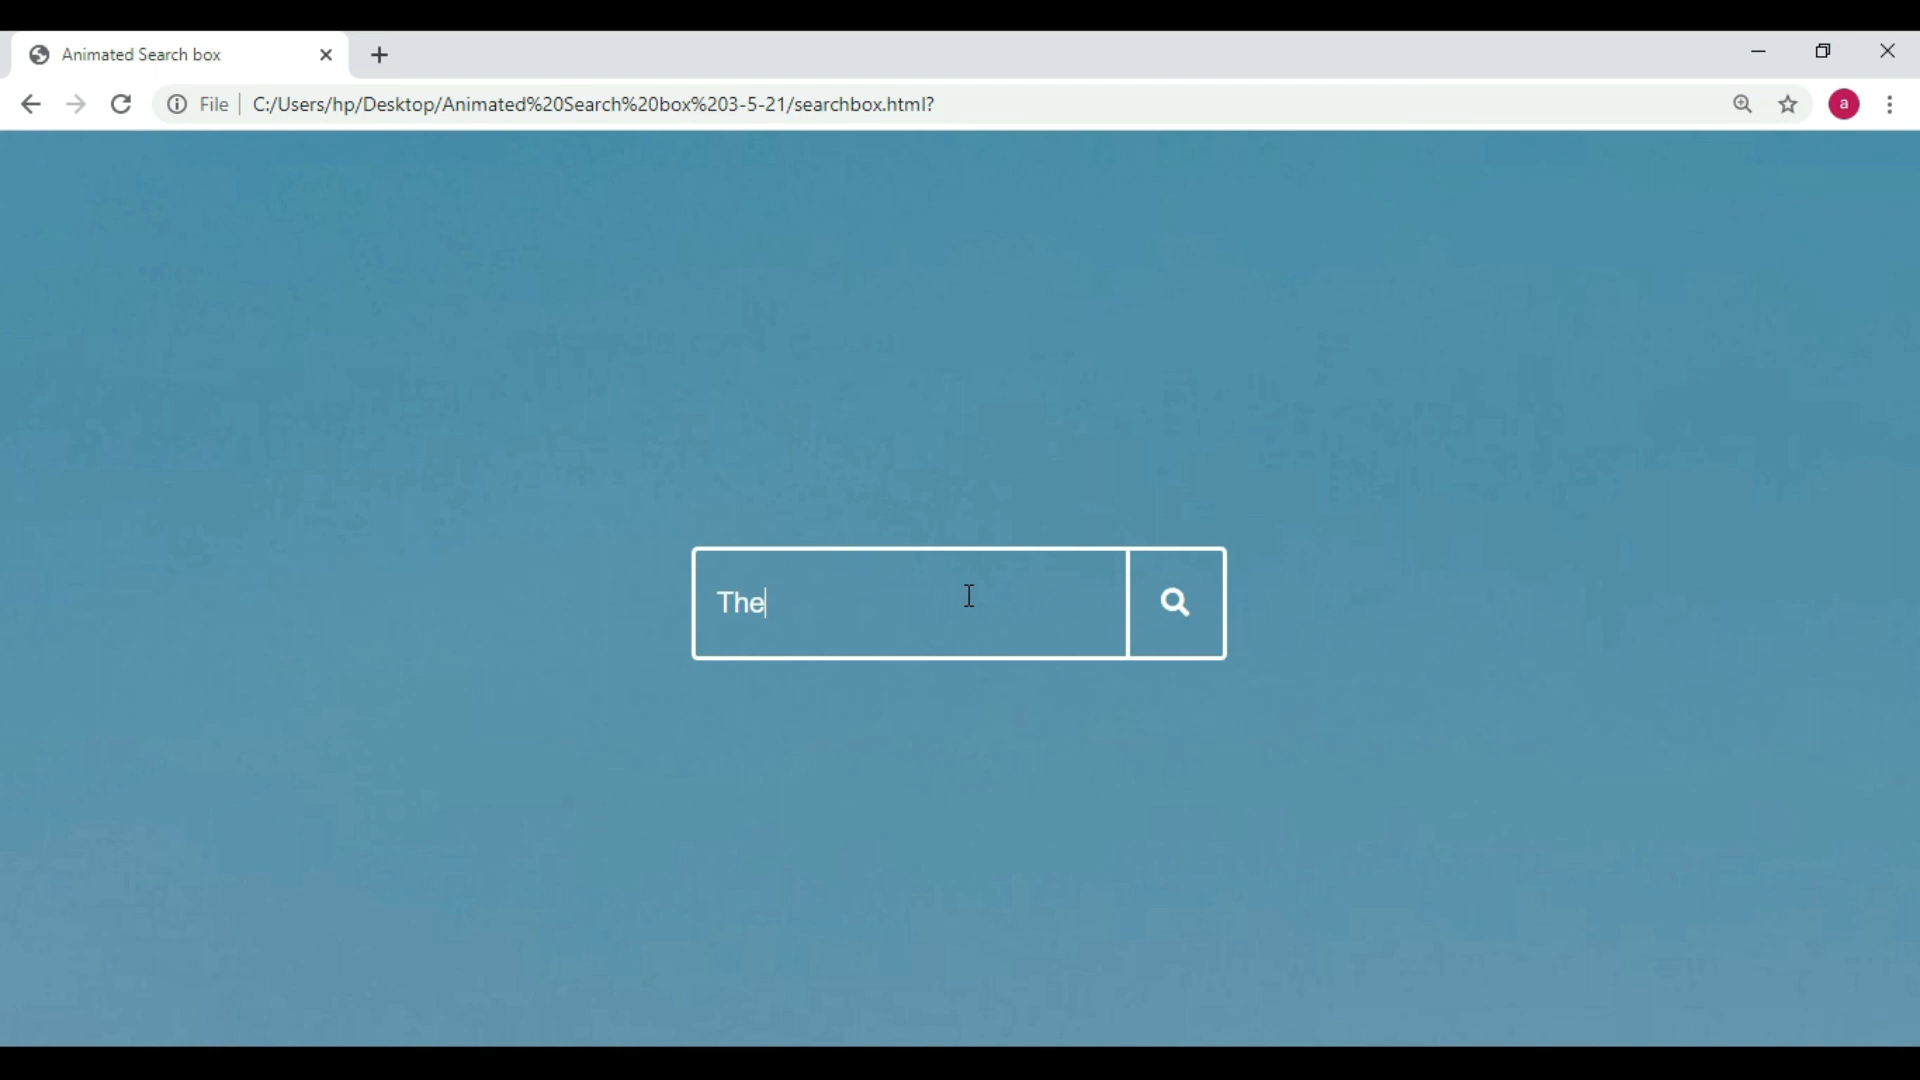 Animated Search box
File C:/Users/hp/Desktop/Animated%20Search%20box%203-5-21/searchbox.html? a
The